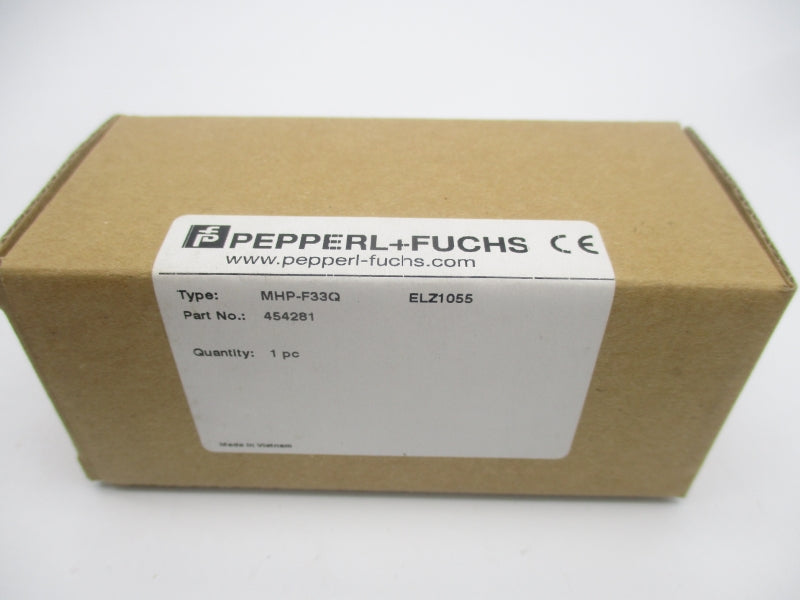 PEPPERL+FUCHS CE
www.pepperl-fuchs.com
Type: MHP-F33Q ELZ1055
Part No.: 454281
Quantity: 1 pc
Made in Vietnam